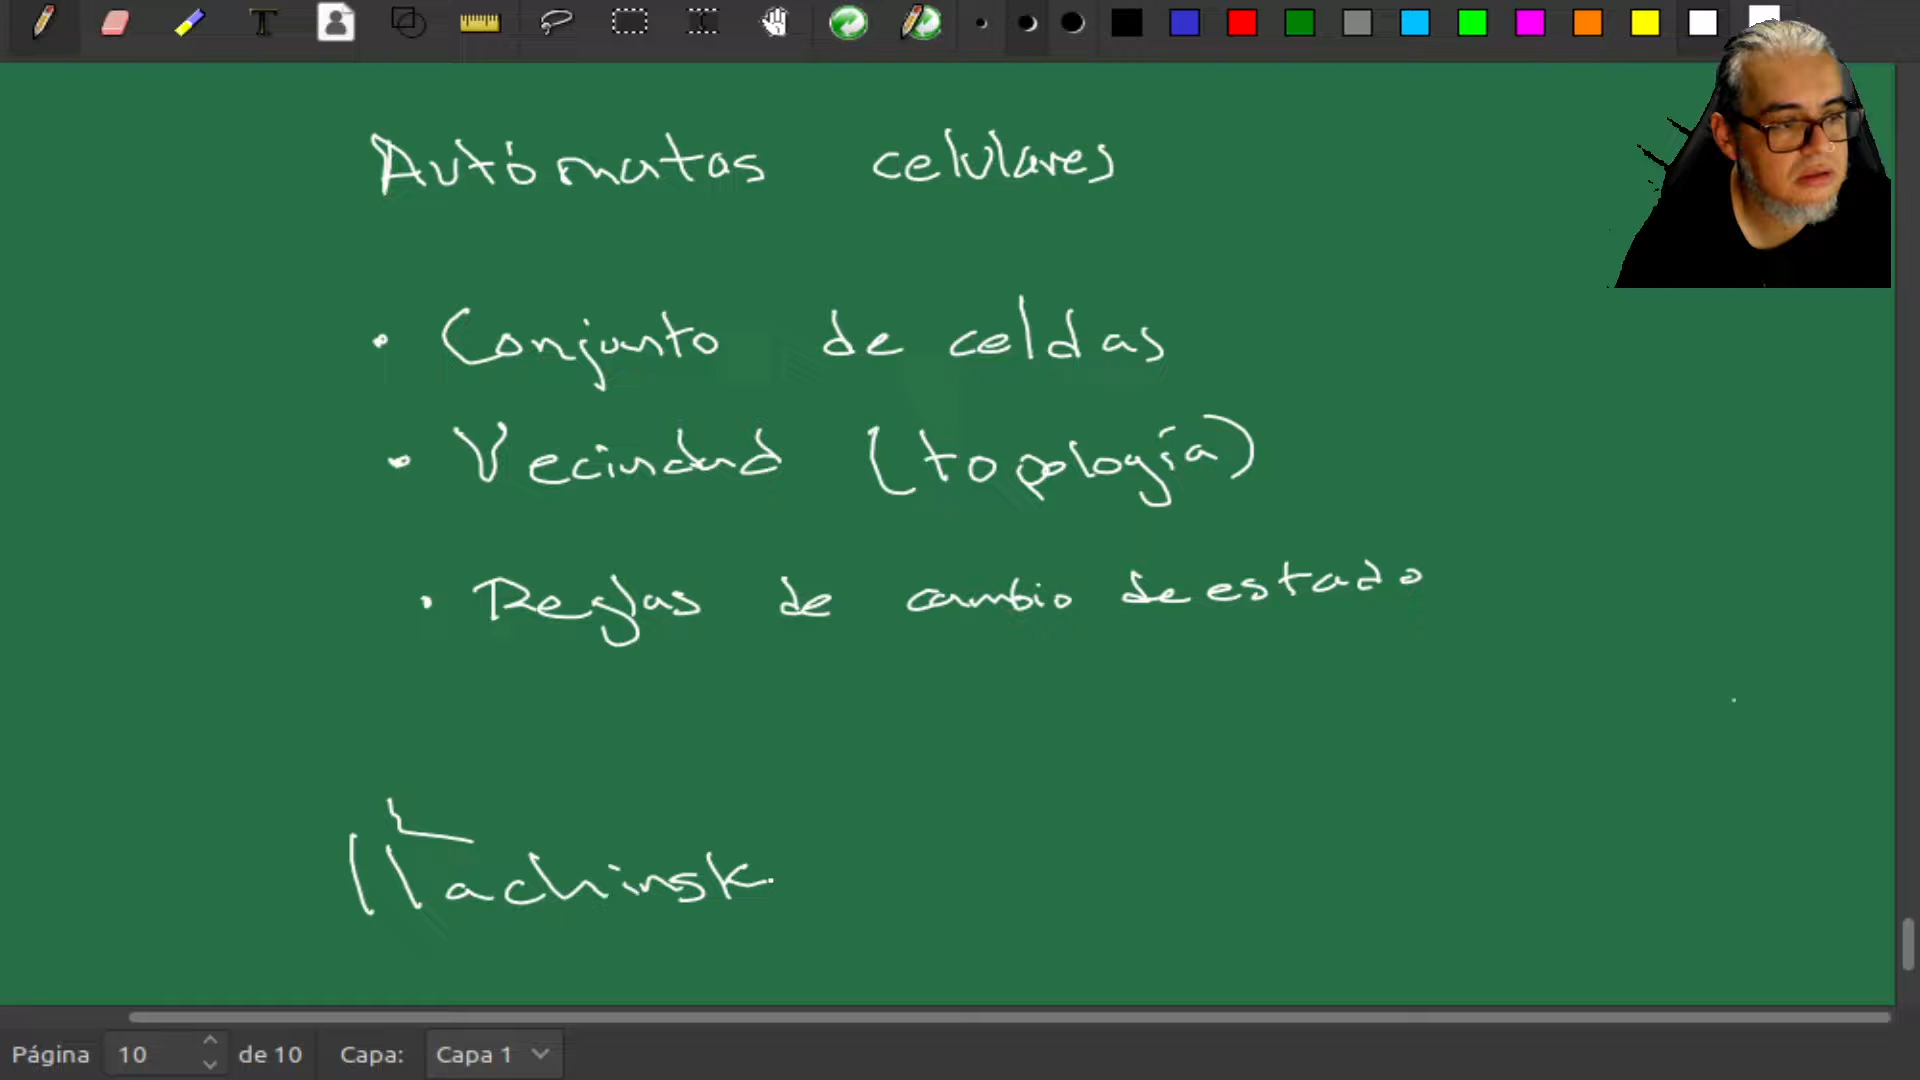 Autómatas celulares
• Conjunto de celdas
• Vecindad (topología)
• Reglas de cambio de estado
Página 10 de 10 Capa: Capa 1